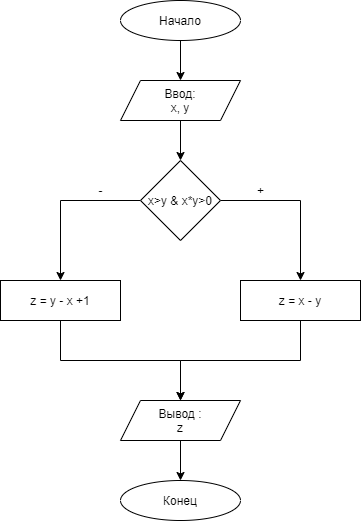 Начало
Ввод:
x, y
x>y & x*y>0
-
+
z = y - x +1
z = x - y
Вывод :
z
Конец